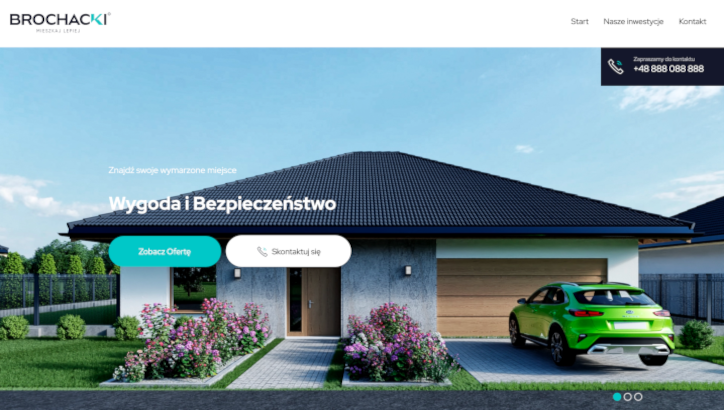 BROCHACKI
MIESZKAJ LEPIEJ
Start Nasze inwestycje Kontakt
Zapraszamy do kontaktu
+48 888 088 888
Znajdź swoje wymarzone miejsce
Wygoda i Bezpieczeństwo
Zobacz Ofertę Skontaktuj się